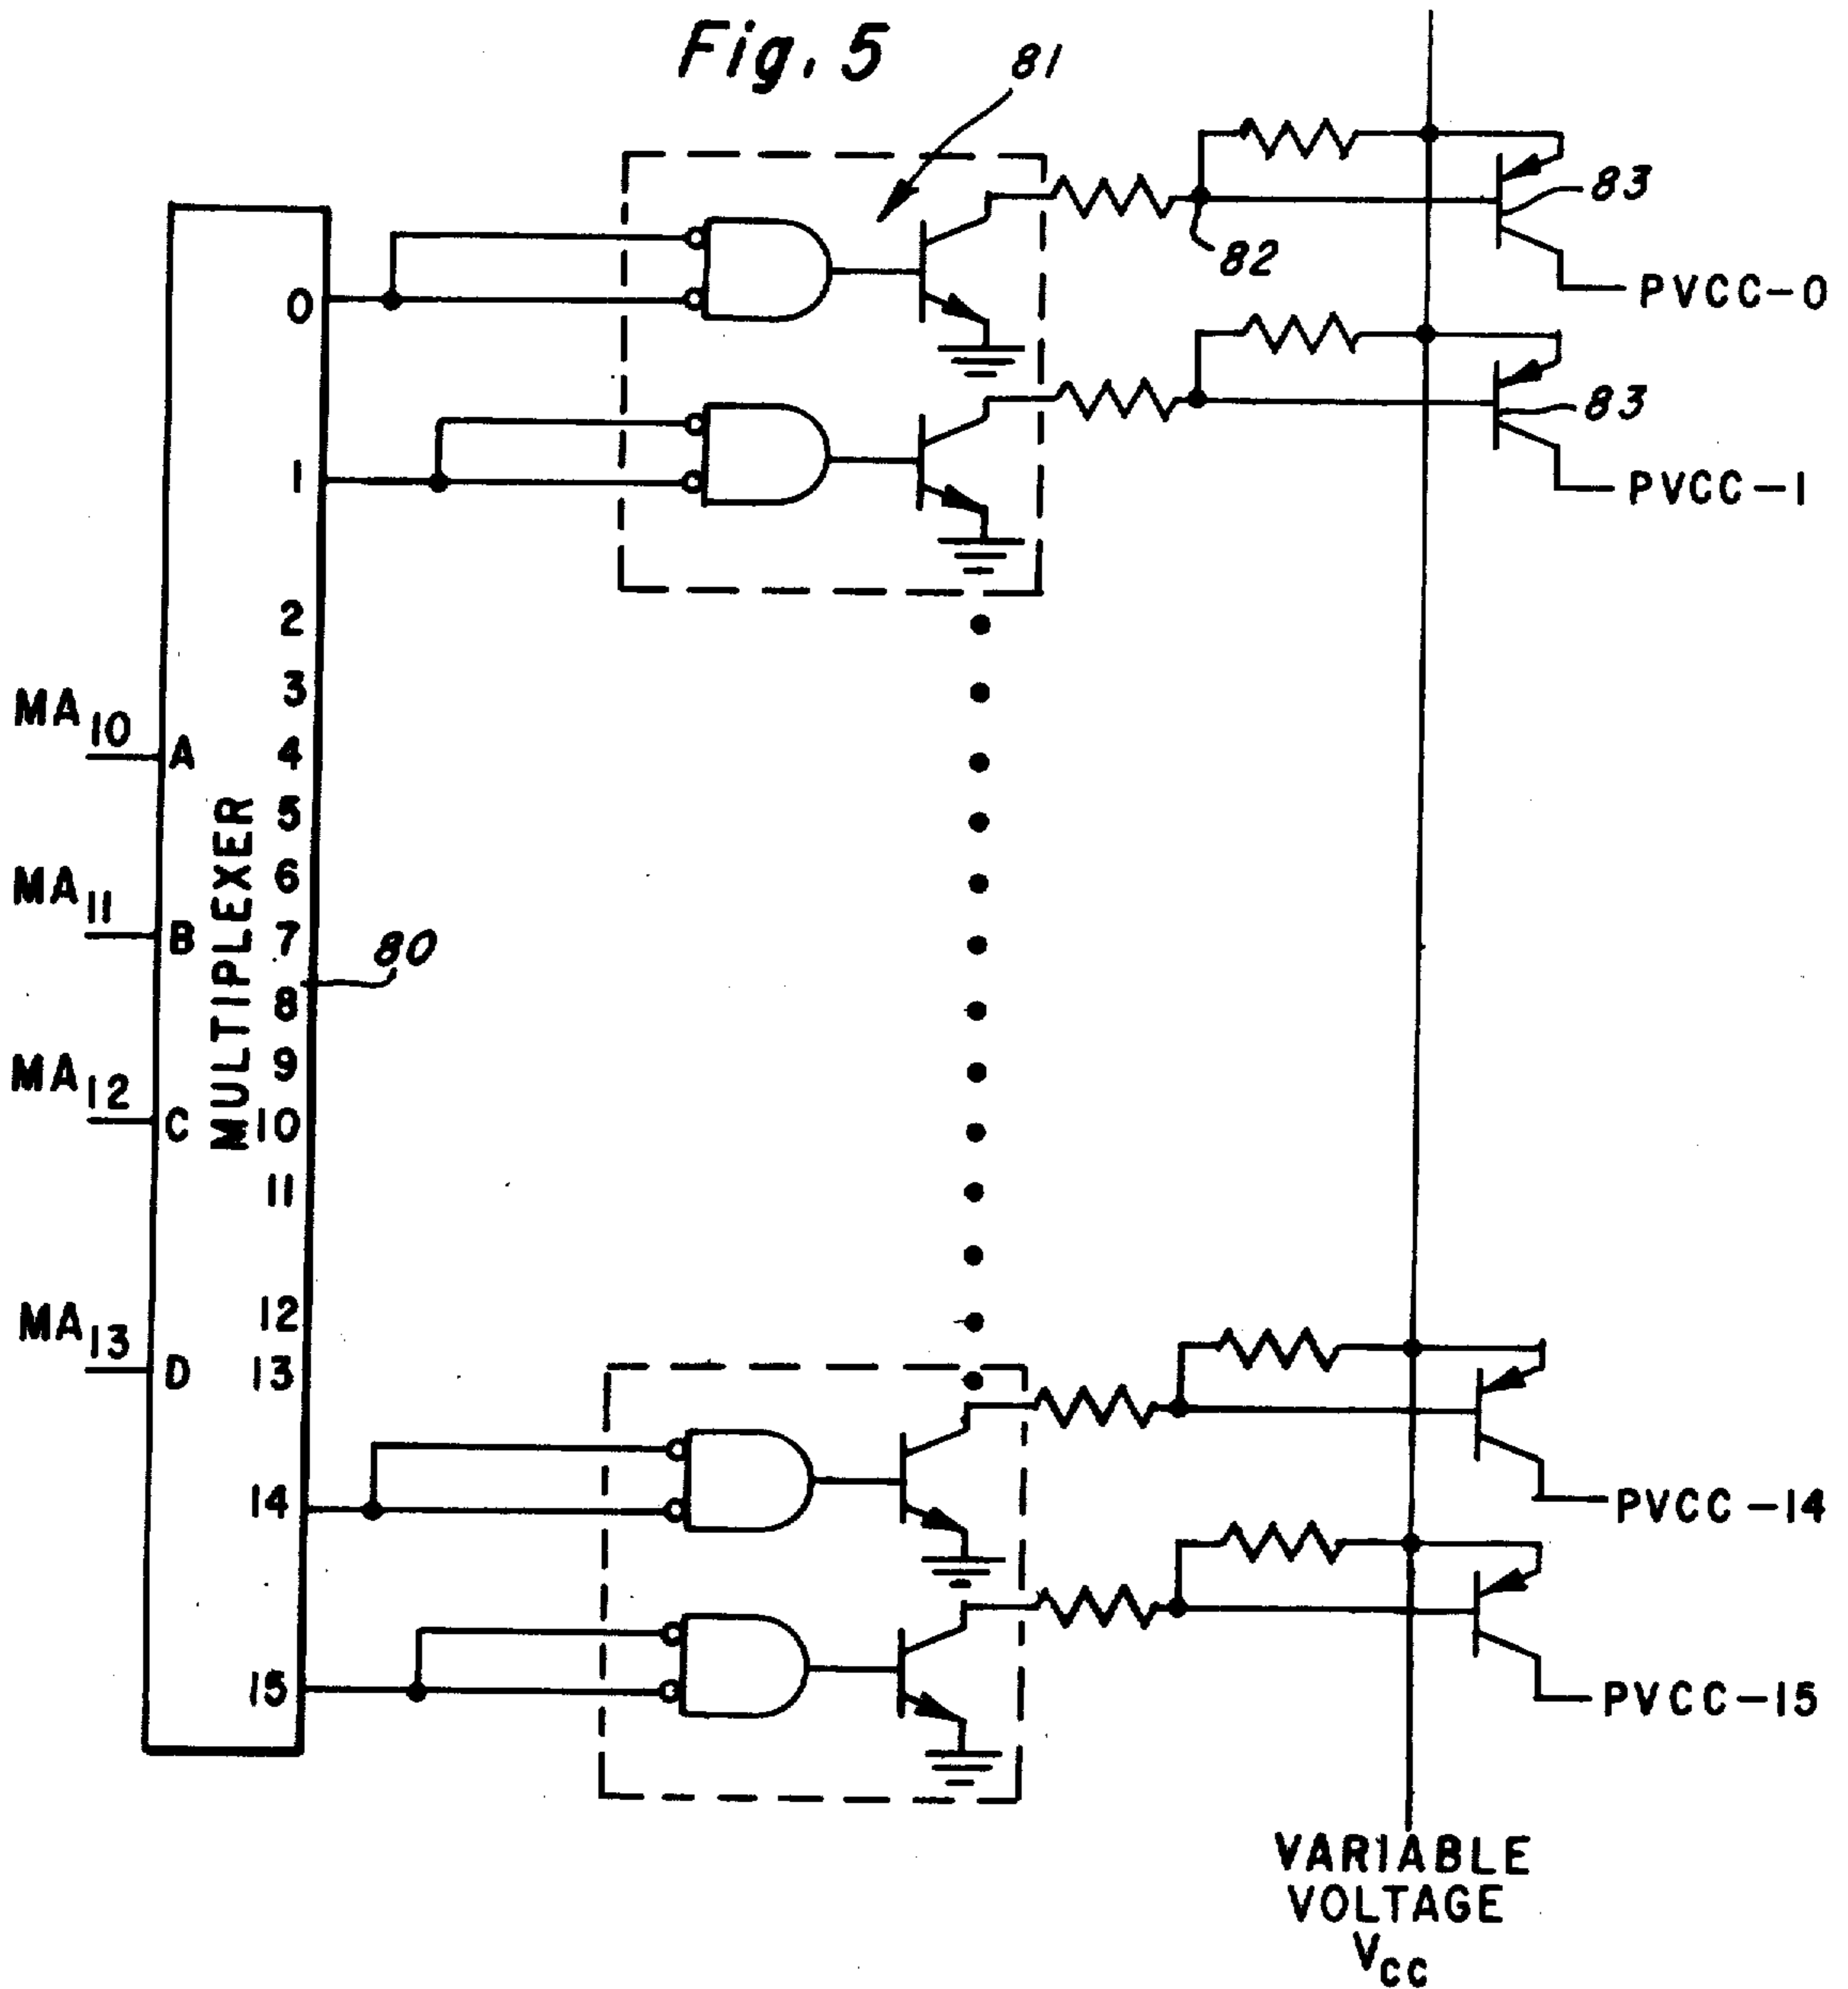 Fig. 5
81
83
82
PVCC-0
0
83
1
PVCC-1
2
3
MA10
A
4
5
6
MA11
B
7
80
8
9
MA12
C
10
11
MULTIPLEXER
12
MA13
D
13
14
PVCC-14
15
PVCC-15
VARIABLE
VOLTAGE
VCC